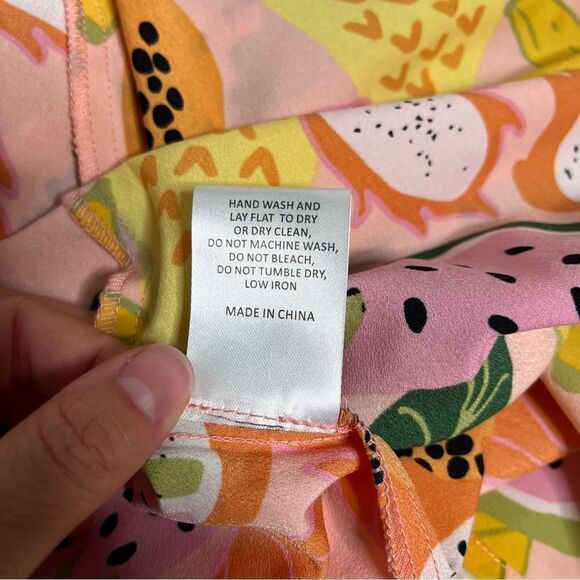 HAND WASH AND
LAY FLAT TO DRY
OR DRY CLEAN,
DO NOT MACHINE WASH,
DO NOT BLEACH,
DO NOT TUMBLE DRY,
LOW IRON
MADE IN CHINA